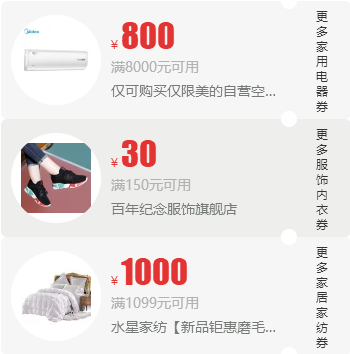 Midea
¥800
满8000元可用
仅可购买仅限美的自营空...
更多家用电器券
¥30
满150元可用
百年纪念服饰旗舰店
更多服饰内衣券
¥1000
满1099元可用
水星家纺【新品钜惠磨毛...
更多家居家纺券